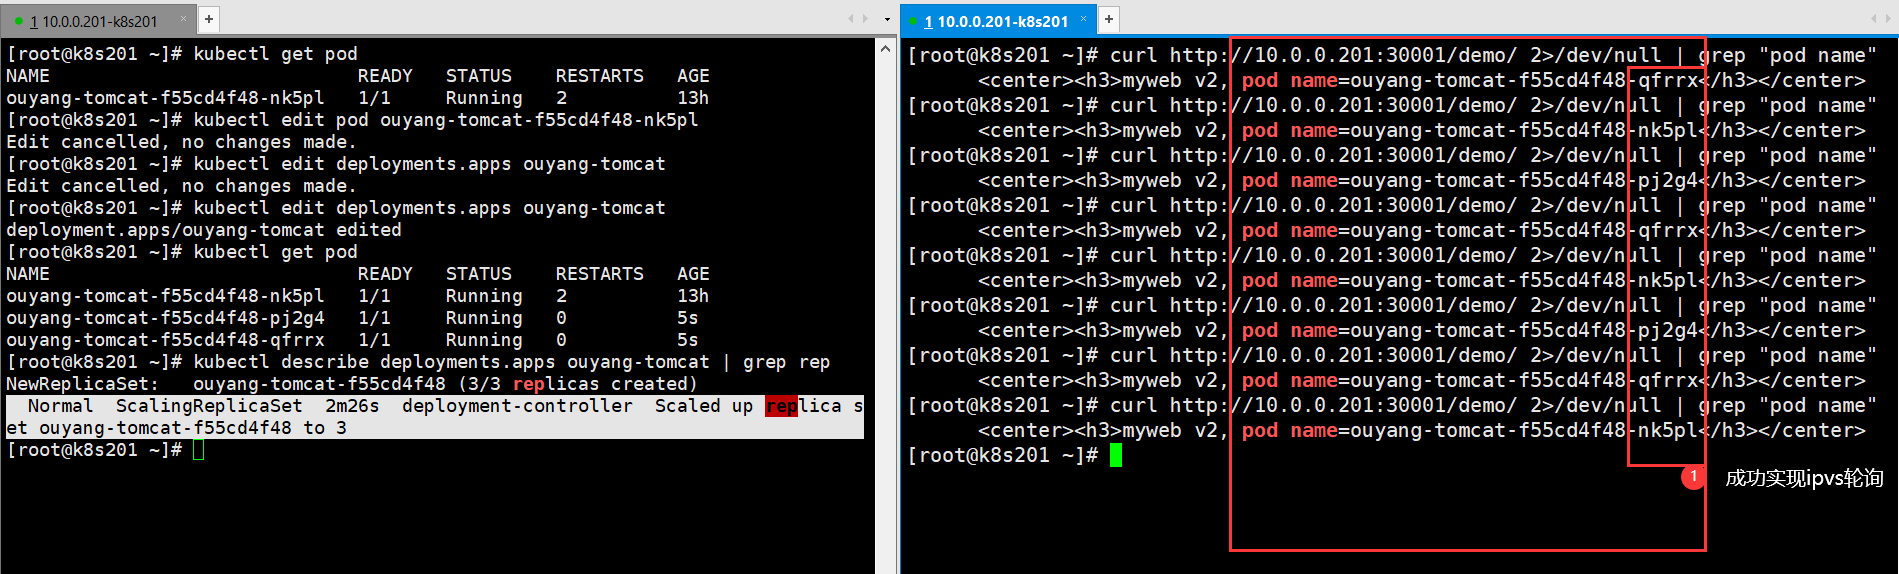 1 10.0.0.201-k8s201 × +
[root@k8s201 ~]# kubectl get pod
NAME READY STATUS RESTARTS AGE
ouyang-tomcat-f55cd4f48-nk5pl 1/1 Running 2 13h
[root@k8s201 ~]# kubectl edit pod ouyang-tomcat-f55cd4f48-nk5pl
Edit cancelled, no changes made.
[root@k8s201 ~]# kubectl edit deployments.apps ouyang-tomcat
Edit cancelled, no changes made.
[root@k8s201 ~]# kubectl edit deployments.apps ouyang-tomcat
deployment.apps/ouyang-tomcat edited
[root@k8s201 ~]# kubectl get pod
NAME READY STATUS RESTARTS AGE
ouyang-tomcat-f55cd4f48-nk5pl 1/1 Running 2 13h
ouyang-tomcat-f55cd4f48-pj2g4 1/1 Running 0 5s
ouyang-tomcat-f55cd4f48-qfrrx 1/1 Running 0 5s
[root@k8s201 ~]# kubectl describe deployments.apps ouyang-tomcat | grep rep
NewReplicaSet: ouyang-tomcat-f55cd4f48 (3/3 replicas created)
Normal ScalingReplicaSet 2m26s deployment-controller Scaled up replica s
et ouyang-tomcat-f55cd4f48 to 3
[root@k8s201 ~]#
1 10.0.0.201-k8s201 × +
[root@k8s201 ~]# curl http://10.0.0.201:30001/demo/ 2>/dev/null | grep "pod name"
<center><h3>myweb v2, pod name=ouyang-tomcat-f55cd4f48-qfrrx</h3></center>
[root@k8s201 ~]# curl http://10.0.0.201:30001/demo/ 2>/dev/null | grep "pod name"
<center><h3>myweb v2, pod name=ouyang-tomcat-f55cd4f48-nk5pl</h3></center>
[root@k8s201 ~]# curl http://10.0.0.201:30001/demo/ 2>/dev/null | grep "pod name"
<center><h3>myweb v2, pod name=ouyang-tomcat-f55cd4f48-pj2g4</h3></center>
[root@k8s201 ~]# curl http://10.0.0.201:30001/demo/ 2>/dev/null | grep "pod name"
<center><h3>myweb v2, pod name=ouyang-tomcat-f55cd4f48-qfrrx</h3></center>
[root@k8s201 ~]# curl http://10.0.0.201:30001/demo/ 2>/dev/null | grep "pod name"
<center><h3>myweb v2, pod name=ouyang-tomcat-f55cd4f48-nk5pl</h3></center>
[root@k8s201 ~]# curl http://10.0.0.201:30001/demo/ 2>/dev/null | grep "pod name"
<center><h3>myweb v2, pod name=ouyang-tomcat-f55cd4f48-pj2g4</h3></center>
[root@k8s201 ~]# curl http://10.0.0.201:30001/demo/ 2>/dev/null | grep "pod name"
<center><h3>myweb v2, pod name=ouyang-tomcat-f55cd4f48-qfrrx</h3></center>
[root@k8s201 ~]# curl http://10.0.0.201:30001/demo/ 2>/dev/null | grep "pod name"
<center><h3>myweb v2, pod name=ouyang-tomcat-f55cd4f48-nk5pl</h3></center>
[root@k8s201 ~]#
1 成功实现ipvs轮询